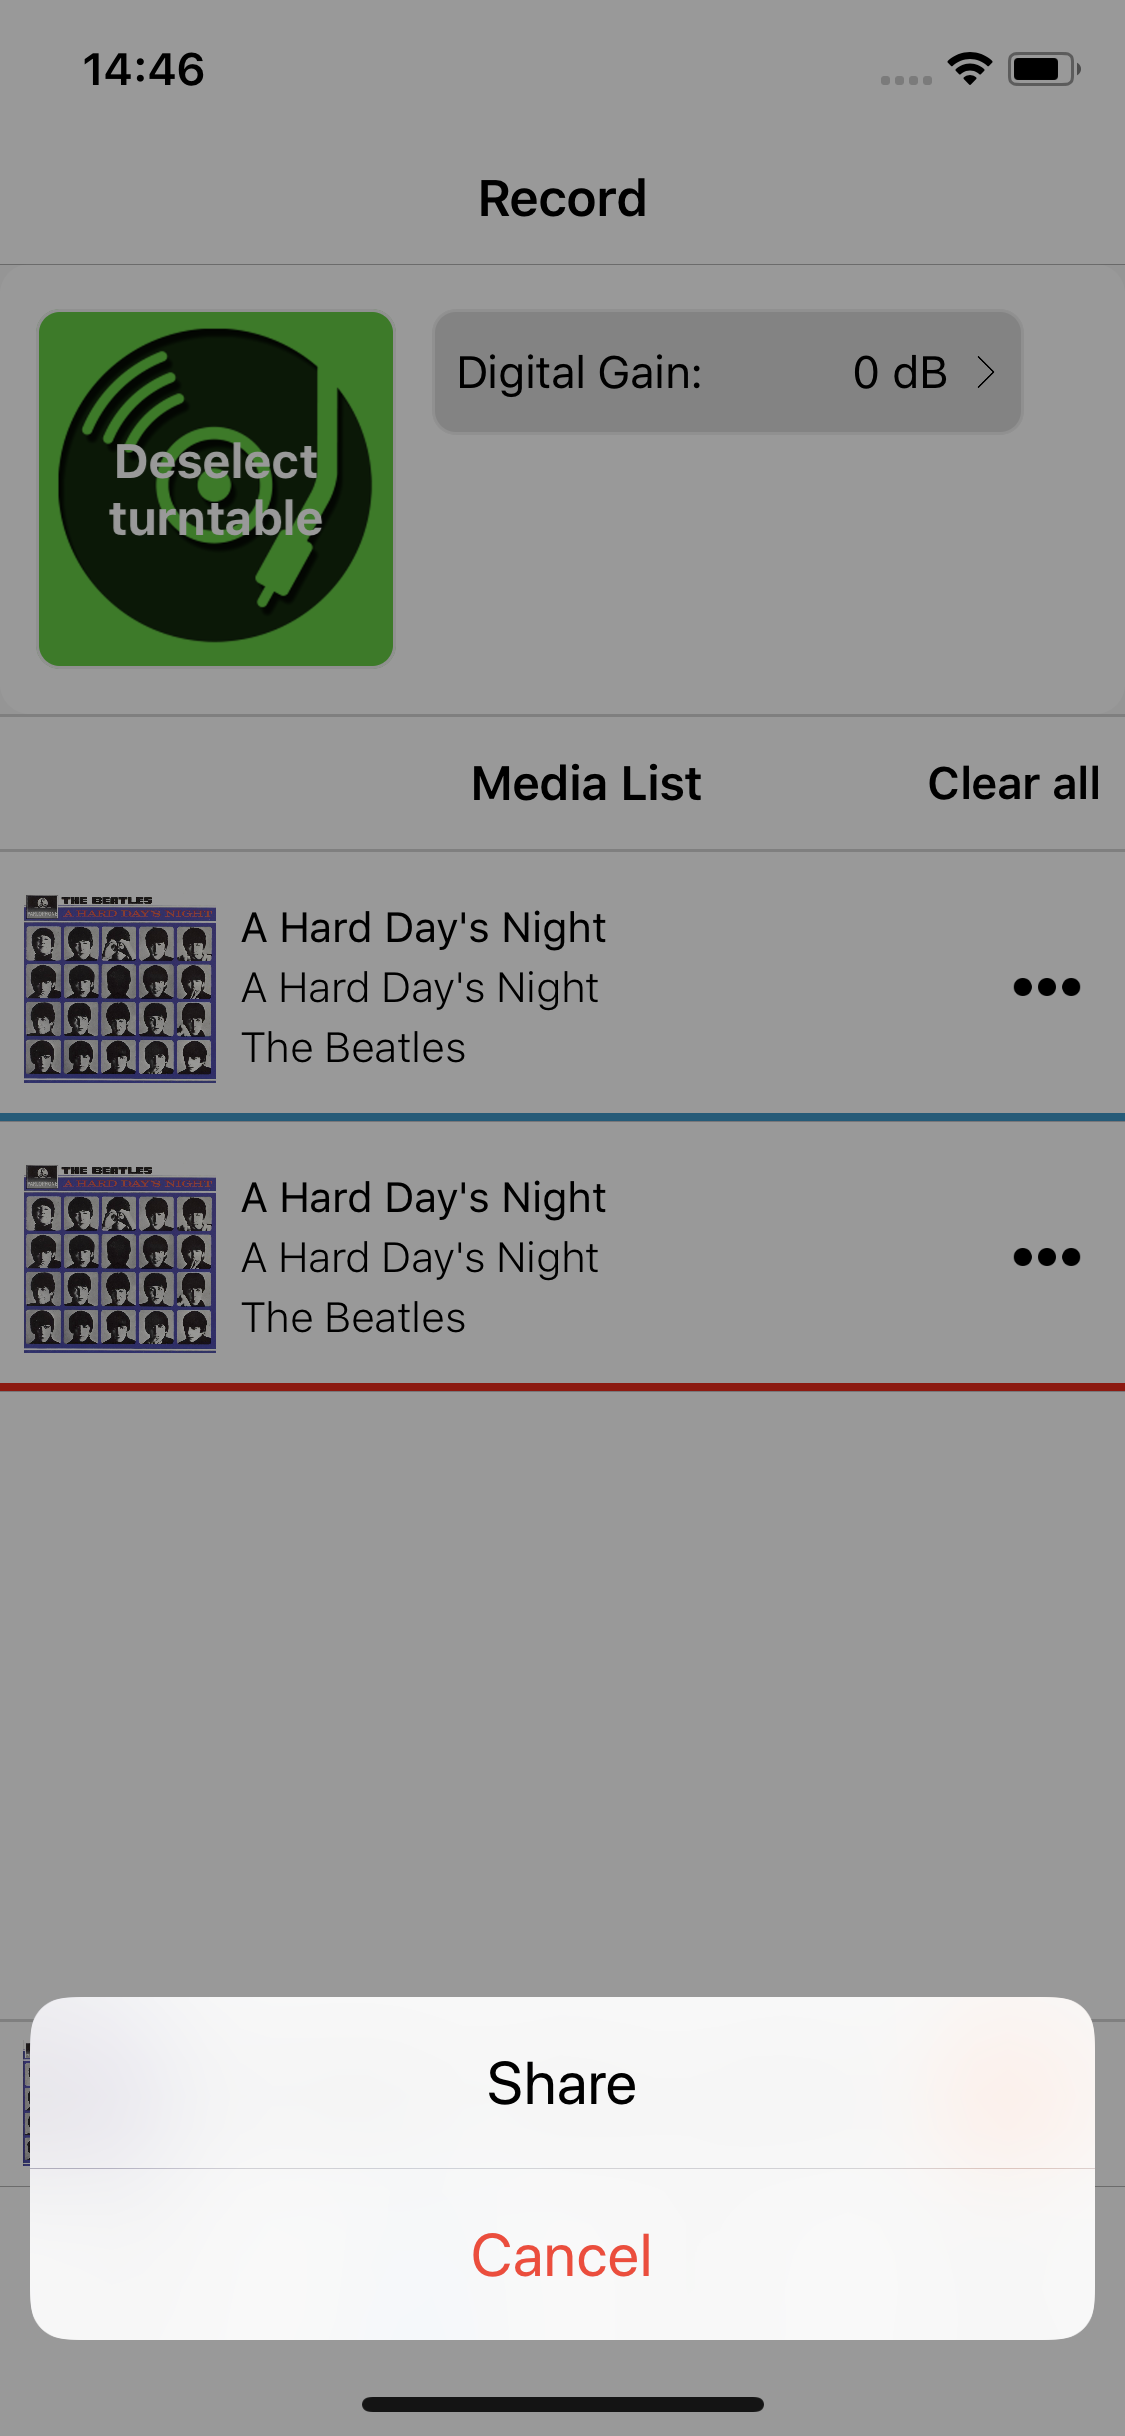 14:46
Record
Deselect
turntable
Digital Gain: 0 dB
Media List
Clear all
THE BEATLES
A HARD DAY'S NIGHT
A Hard Day's Night
A Hard Day's Night
The Beatles
THE BEATLES
A HARD DAY'S NIGHT
A Hard Day's Night
A Hard Day's Night
The Beatles
Share
Cancel